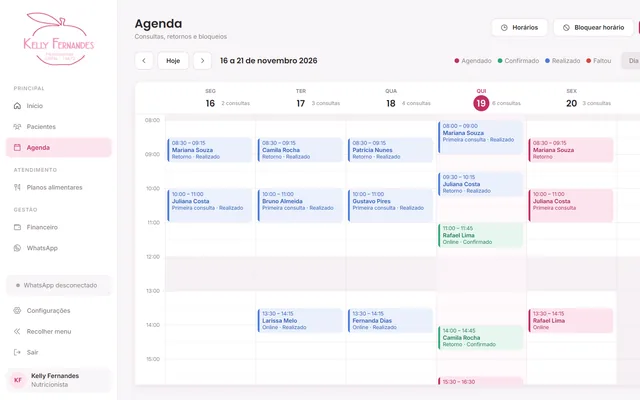 KELLY FERNANDES
PRINCIPAL
Início
Pacientes
Agenda
ATENDIMENTO
Planos alimentares
GESTÃO
Financeiro
WhatsApp
WhatsApp desconectado
Configurações
Recolher menu
Sair
KF
Kelly Fernandes
Nutricionista
Agenda
Consultas, retornos e bloqueios
Horários
Bloquear horário
Hoje
16 a 21 de novembro 2026
Agendado
Confirmado
Realizado
Faltou
Dia
SEG
16
TER
17
3 consultas
QUA
18
QUI
19
SEX
20
3 consultas
08:00
09:00
10:00
11:00
12:00
13:00
14:00
15:00
08:30 – 09:15
Mariana Souza
Retorno · Realizado
10:00 – 11:00
Juliana Costa
Primeira consulta · Realizado
08:30 – 09:15
Camila Rocha
Retorno · Realizado
10:00 – 11:00
Bruno Almeida
Primeira consulta · Realizado
13:30 – 14:15
Larissa Melo
Online · Realizado
08:30 – 09:15
Patrícia Nunes
Retorno · Realizado
10:00 – 11:00
Gustavo Pires
Primeira consulta · Realizado
13:30 – 14:15
Fernanda Dias
Online · Realizado
08:00 – 09:00
Mariana Souza
Primeira consulta · Realizado
09:30 – 10:15
Juliana Costa
Retorno · Realizado
11:00 – 11:45
Rafael Lima
Online · Confirmado
14:00 – 14:45
Camila Rocha
Retorno · Confirmado
15:30 – 16:30
08:30 – 09:15
Mariana Souza
Retorno
10:00 – 11:00
Juliana Costa
Primeira consulta
13:30 – 14:15
Rafael Lima
Online